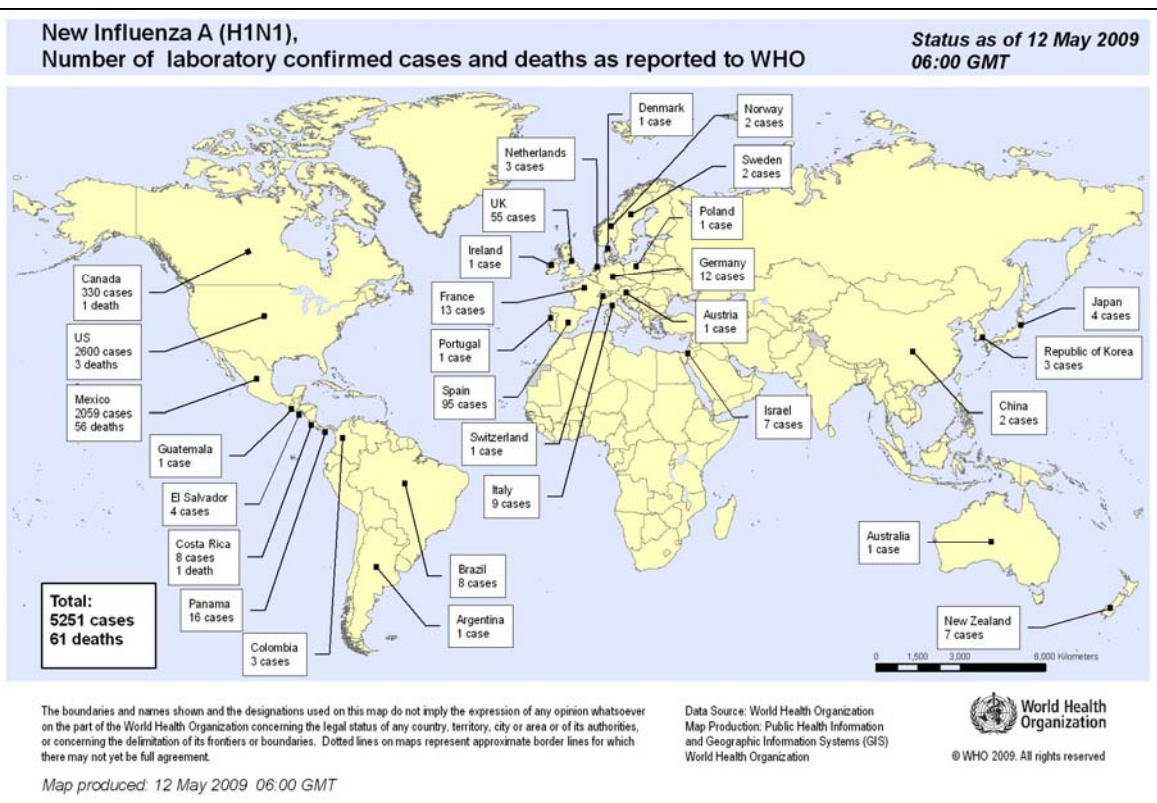 New Influenza A (H1N1),
Number of laboratory confirmed cases and deaths as reported to WHO
Status as of 12 May 2009
06:00 GMT
Denmark
1 case
Norway
2 cases
Netherlands
3 cases
Sweden
2 cases
UK
55 cases
Poland
1 case
Ireland
1 case
Germany
12 cases
Canada
330 cases
1 death
France
13 cases
Austria
1 case
Japan
4 cases
US
2600 cases
3 deaths
Portugal
1 case
Republic of Korea
3 cases
Mexico
2059 cases
56 deaths
Spain
95 cases
Israel
7 cases
China
2 cases
Guatemala
1 case
Switzerland
1 case
El Salvador
4 cases
Italy
9 cases
Costa Rica
8 cases
1 death
Australia
1 case
Brazil
8 cases
Panama
16 cases
Argentina
1 case
New Zealand
7 cases
Colombia
3 cases
Total:
5251 cases
61 deaths
0 1,500 3,000 6,000 Kilometers
The boundaries and names shown and the designations used on this map do not imply the expression of any opinion whatsoever
on the part of the World Health Organization concerning the legal status of any country, territory, city or area or of its authorities,
or concerning the delimitation of its frontiers or boundaries. Dotted lines on maps represent approximate border lines for which
there may not yet be full agreement.
Data Source: World Health Organization
Map Production: Public Health Information
and Geographic Information Systems (GIS)
World Health Organization
World Health
Organization
© WHO 2009. All rights reserved
Map produced: 12 May 2009 06:00 GMT